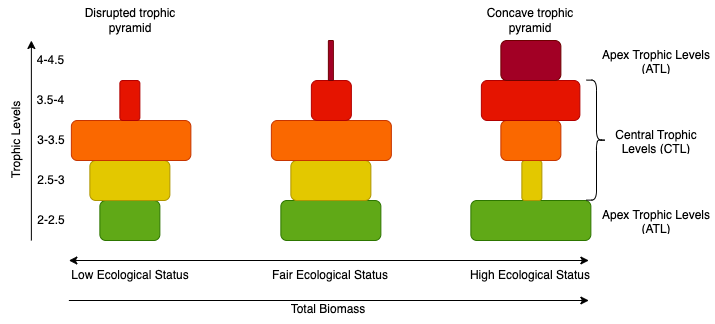 Disrupted trophic
pyramid
Concave trophic
pyramid
4-4.5
3.5-4
3-3.5
2.5-3
2-2.5
Trophic Levels
Apex Trophic Levels
(ATL)
Central Trophic
Levels (CTL)
Apex Trophic Levels
(ATL)
Low Ecological Status
Fair Ecological Status
High Ecological Status
Total Biomass